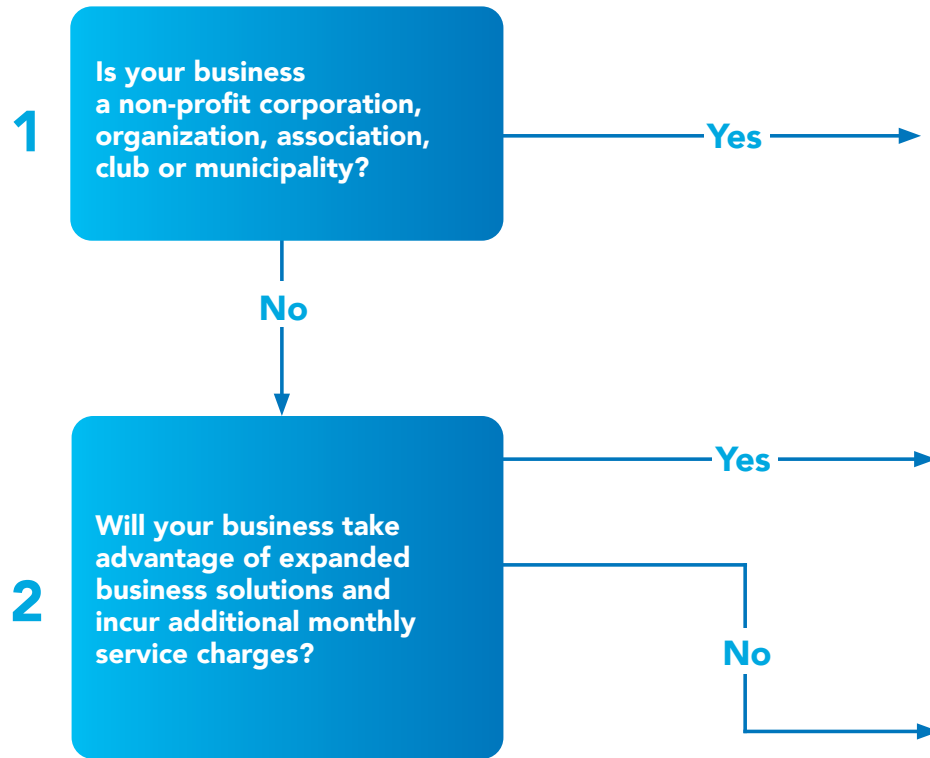 1
Is your business
a non-profit corporation,
organization, association,
club or municipality?
Yes
No
2
Will your business take
advantage of expanded
business solutions and
incur additional monthly
service charges?
Yes
No